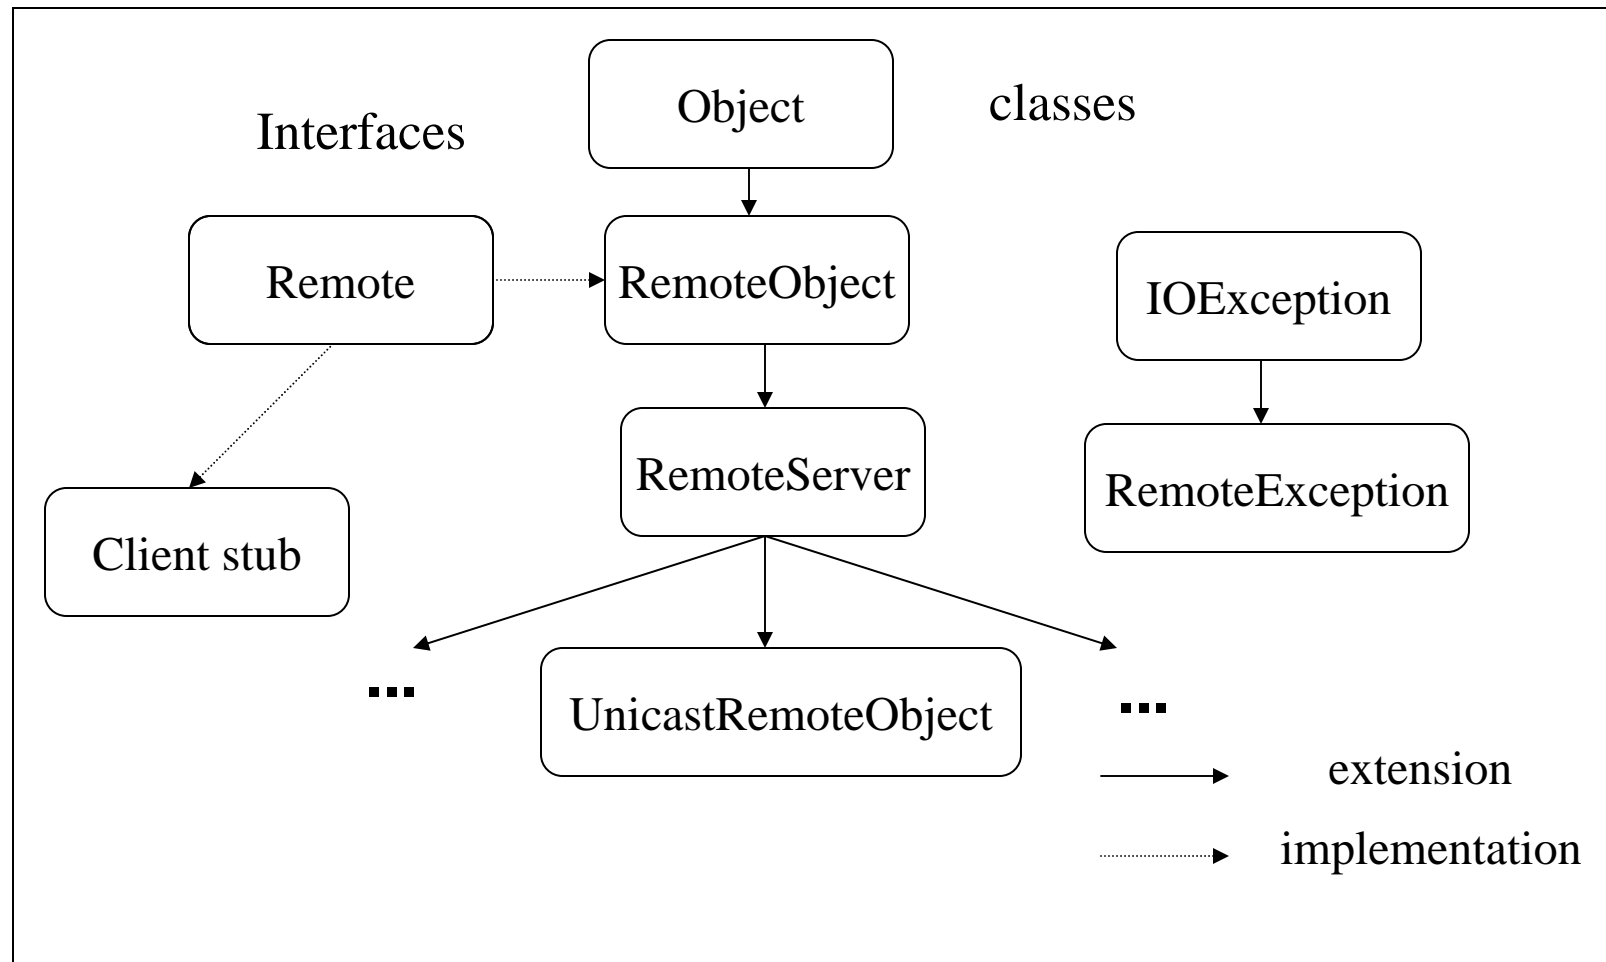 Object
classes
Interfaces
Remote
RemoteObject
IOException
RemoteServer
RemoteException
Client stub
...
UnicastRemoteObject
...
extension
implementation